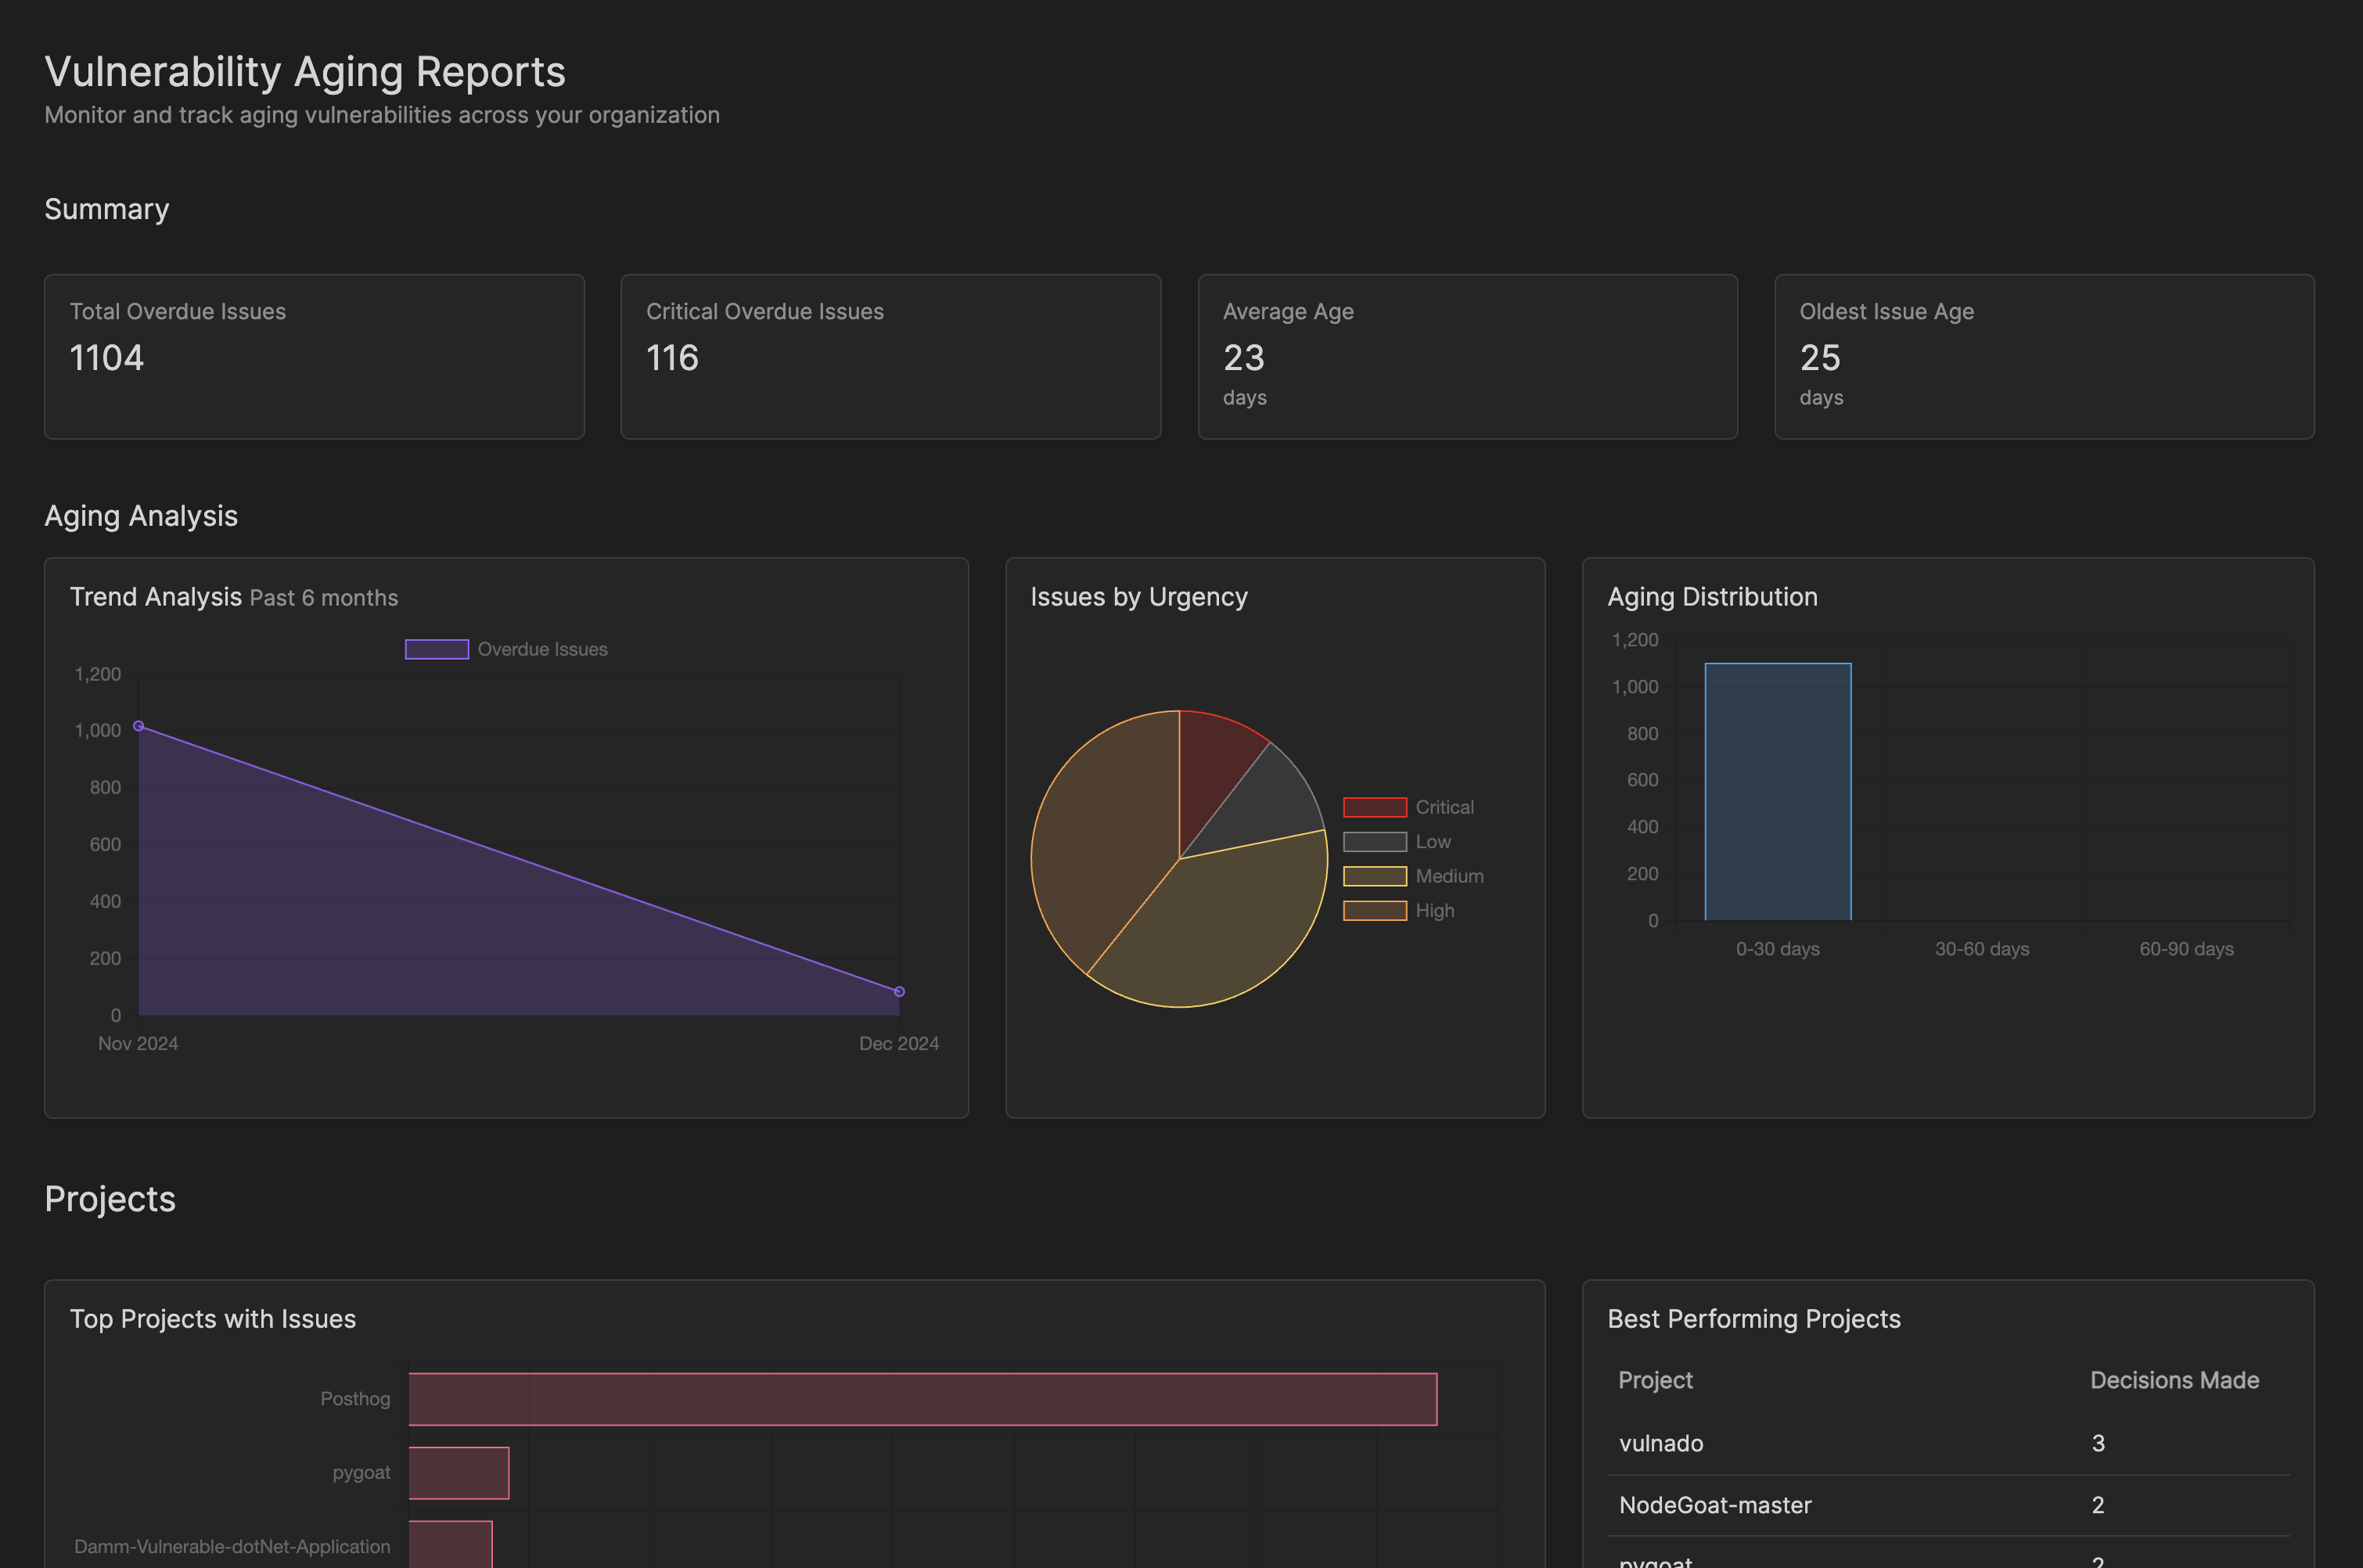 Vulnerability Aging Reports
Monitor and track aging vulnerabilities across your organization
Summary
Total Overdue Issues
1104
Critical Overdue Issues
116
Average Age
23
days
Oldest Issue Age
25
days
Aging Analysis
Trend Analysis Past 6 months
Overdue Issues
1,200
1,000
800
600
400
200
0
Nov 2024
Dec 2024
Issues by Urgency
Critical
Low
Medium
High
Aging Distribution
1,200
1,000
800
600
400
200
0
0-30 days
30-60 days
60-90 days
Projects
Top Projects with Issues
Posthog
pygoat
Damm-Vulnerable-dotNet-Application
Best Performing Projects
Project Decisions Made
vulnado 3
NodeGoat-master 2
pygoat 2